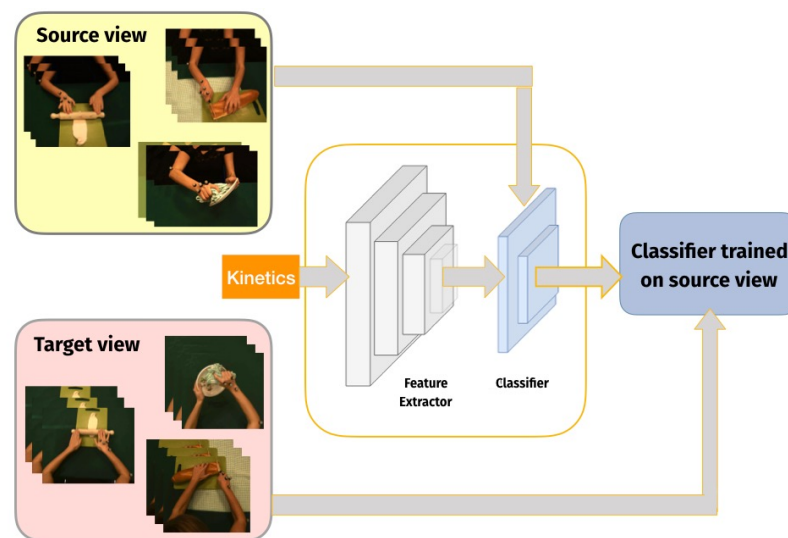 Source view
Kinetics
Classifier trained
on source view
Target view
Feature
Extractor
Classifier